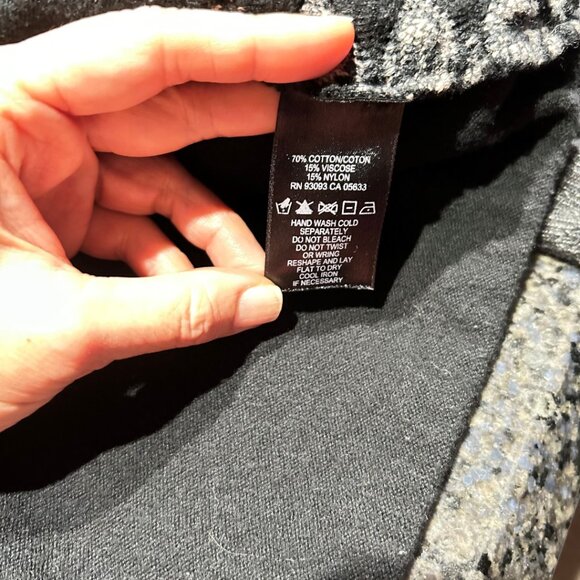 70% COTTON/COTON
15% VISCOSE
15% NYLON
RN 93093 CA 05633
HAND WASH COLD
SEPARATELY
DO NOT BLEACH
DO NOT TWIST
OR WRING
RESHAPE AND LAY
FLAT TO DRY
COOL IRON
IF NECESSARY